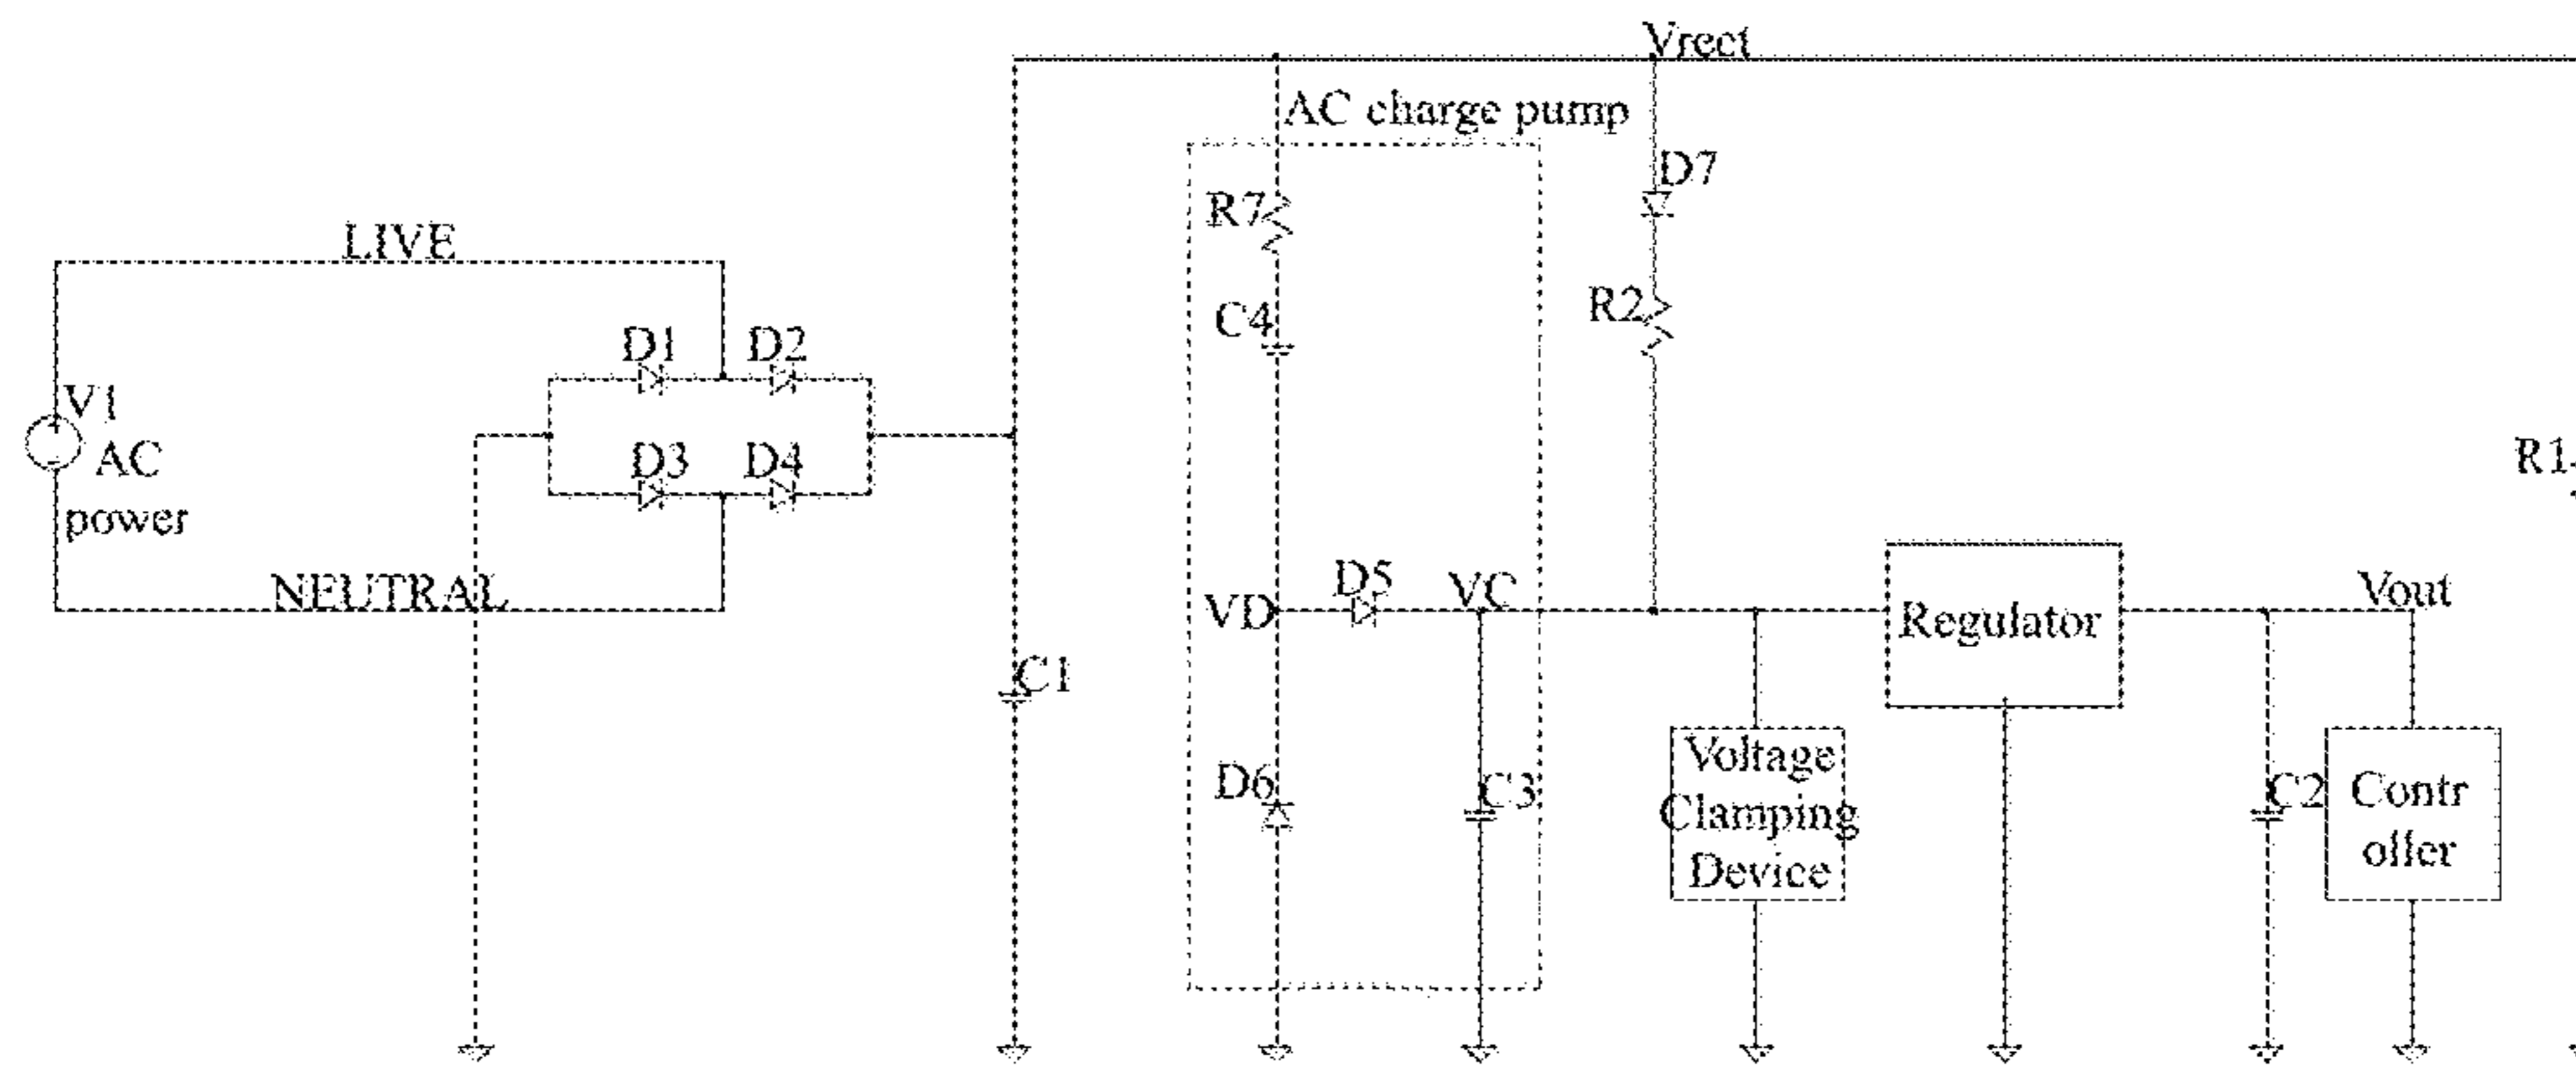 Vrect
AC charge pump
D7
R7
LIVE
R2
C4
D1
D2
V1
AC
power
D3
D4
R1
D5
VC
VD
NEUTRAL
Regulator
Vout
C1
Voltage
Clamping
Device
D6
C3
C2
Contr
oller